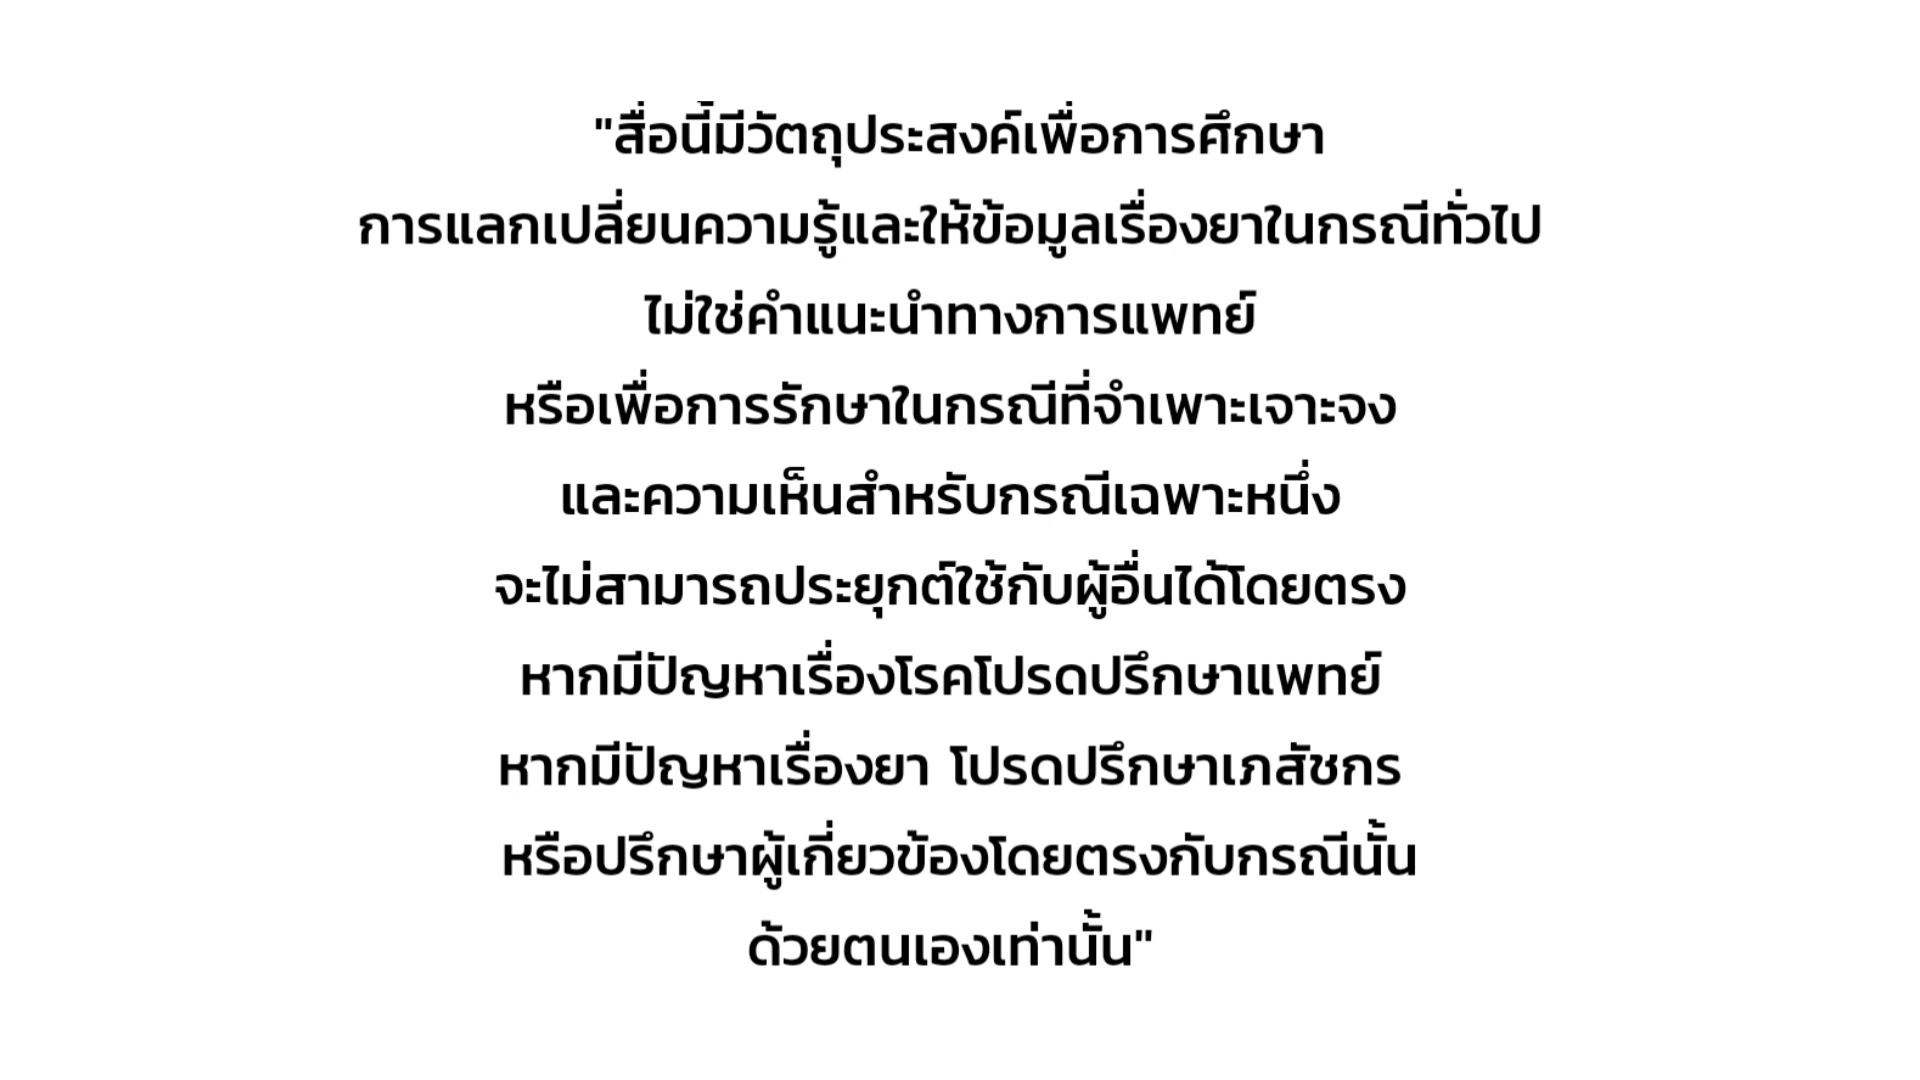 "สื่อนี้มีวัตถุประสงค์เพื่อการศึกษา
การแลกเปลี่ยนความรู้และให้ข้อมูลเรื่องยาในกรณีทั่วไป
ไม่ใช่คำแนะนำทางการแพทย์
หรือเพื่อการรักษาในกรณีที่จำเพาะเจาะจง
และความเห็นสำหรับกรณีเฉพาะหนึ่ง
จะไม่สามารถประยุกต์ใช้กับผู้อื่นได้โดยตรง
หากมีปัญหาเรื่องโรคโปรดปรึกษาแพทย์
หากมีปัญหาเรื่องยา โปรดปรึกษาเภสัชกร
หรือปรึกษาผู้เกี่ยวข้องโดยตรงกับกรณีนั้น
ด้วยตนเองเท่านั้น"